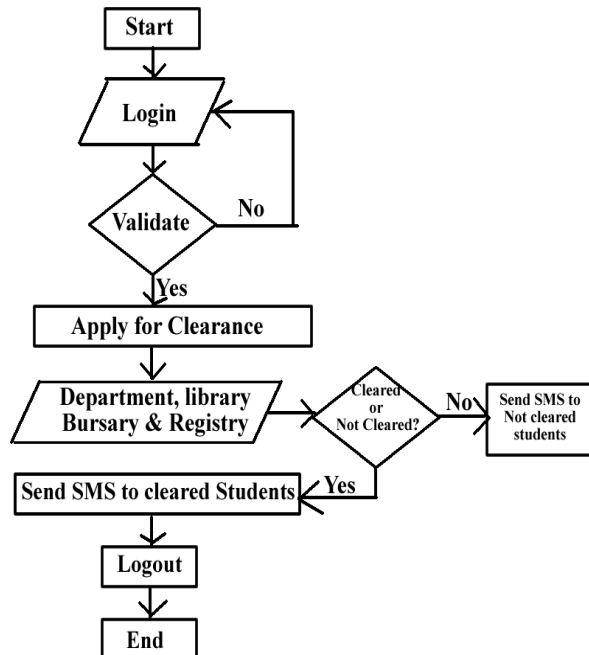 Start
Login
Validate
No
Yes
Apply for Clearance
Department, library
Bursary & Registry
Cleared
or
Not Cleared?
No
Send SMS to
Not cleared
students
Yes
Send SMS to cleared Students
Logout
End